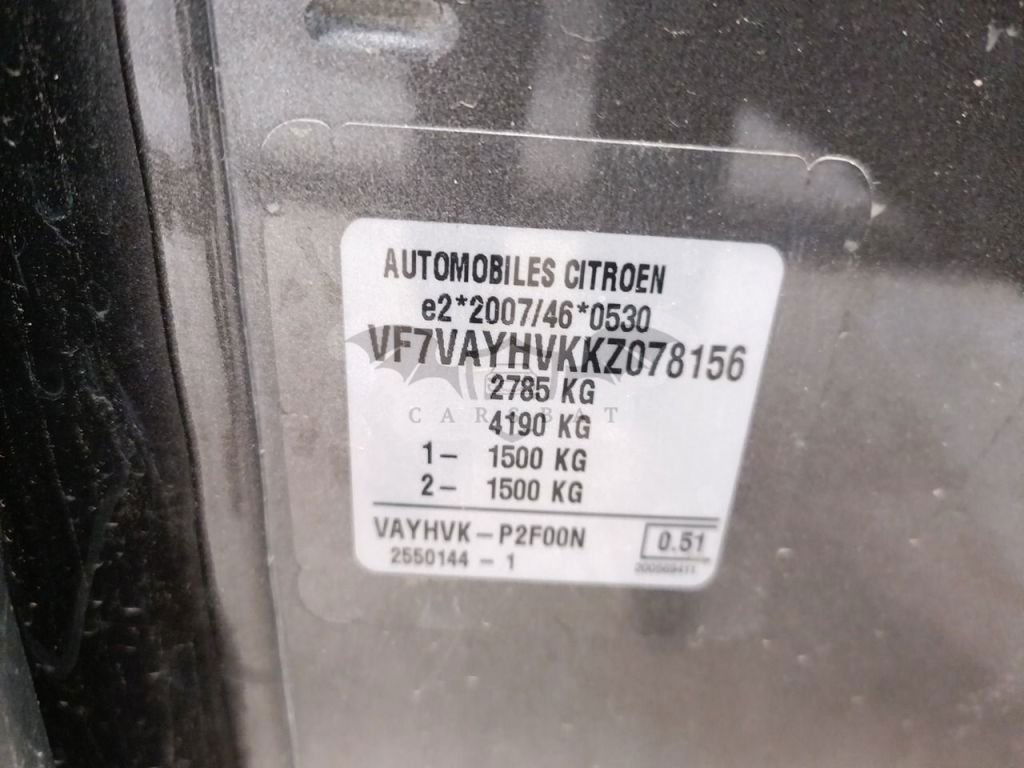 AUTOMOBILES CITROEN
e2*2007/46*0530
VF7VAYHVKKZ078156
2785 KG
CARSBAT
4190 KG
1- 1500 KG
2- 1500 KG
VAYHVK-P2F00N 0.51
2550144-1